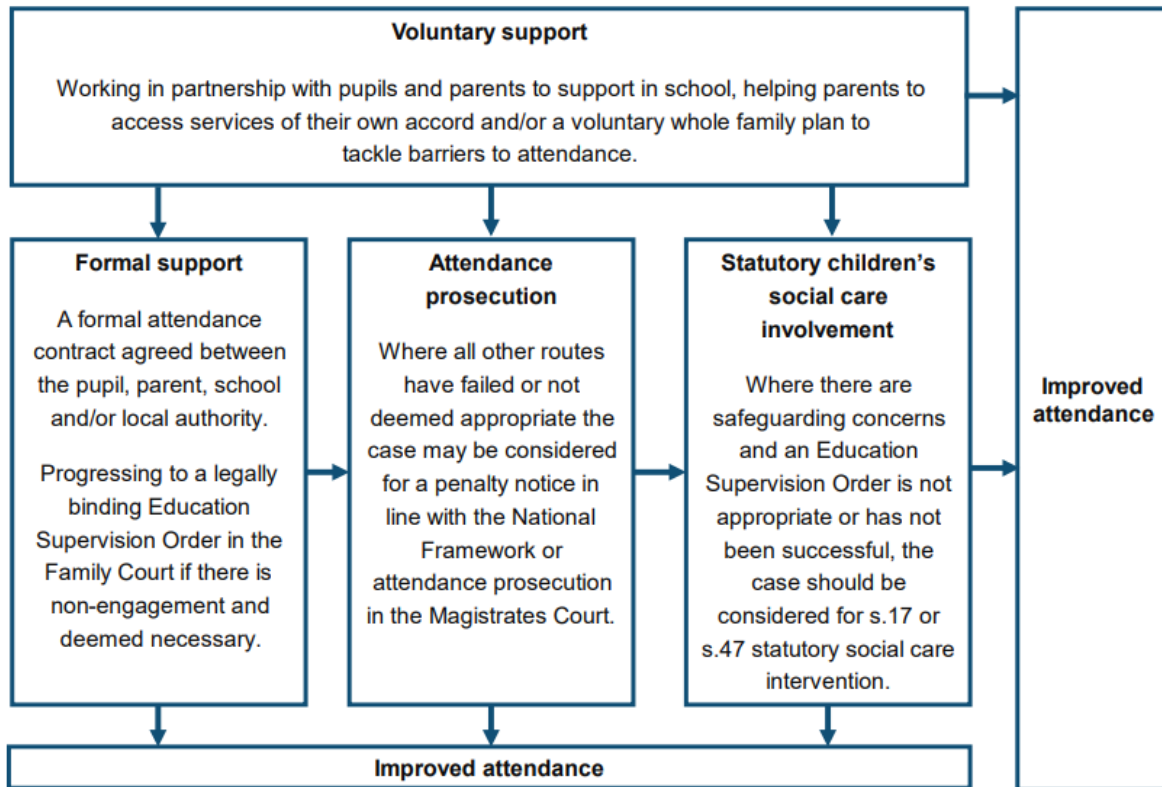 Voluntary support
Working in partnership with pupils and parents to support in school, helping parents to
access services of their own accord and/or a voluntary whole family plan to
tackle barriers to attendance.
Formal support
A formal attendance
contract agreed between
the pupil, parent, school
and/or local authority.
Progressing to a legally
binding Education
Supervision Order in the
Family Court if there is
non-engagement and
deemed necessary.
Attendance
prosecution
Where all other routes
have failed or not
deemed appropriate the
case may be considered
for a penalty notice in
line with the National
Framework or
attendance prosecution
in the Magistrates Court.
Statutory children's
social care
involvement
Where there are
safeguarding concerns
and an Education
Supervision Order is not
appropriate or has not
been successful, the
case should be
considered for s.17 or
s.47 statutory social care
intervention.
Improved
attendance
Improved attendance